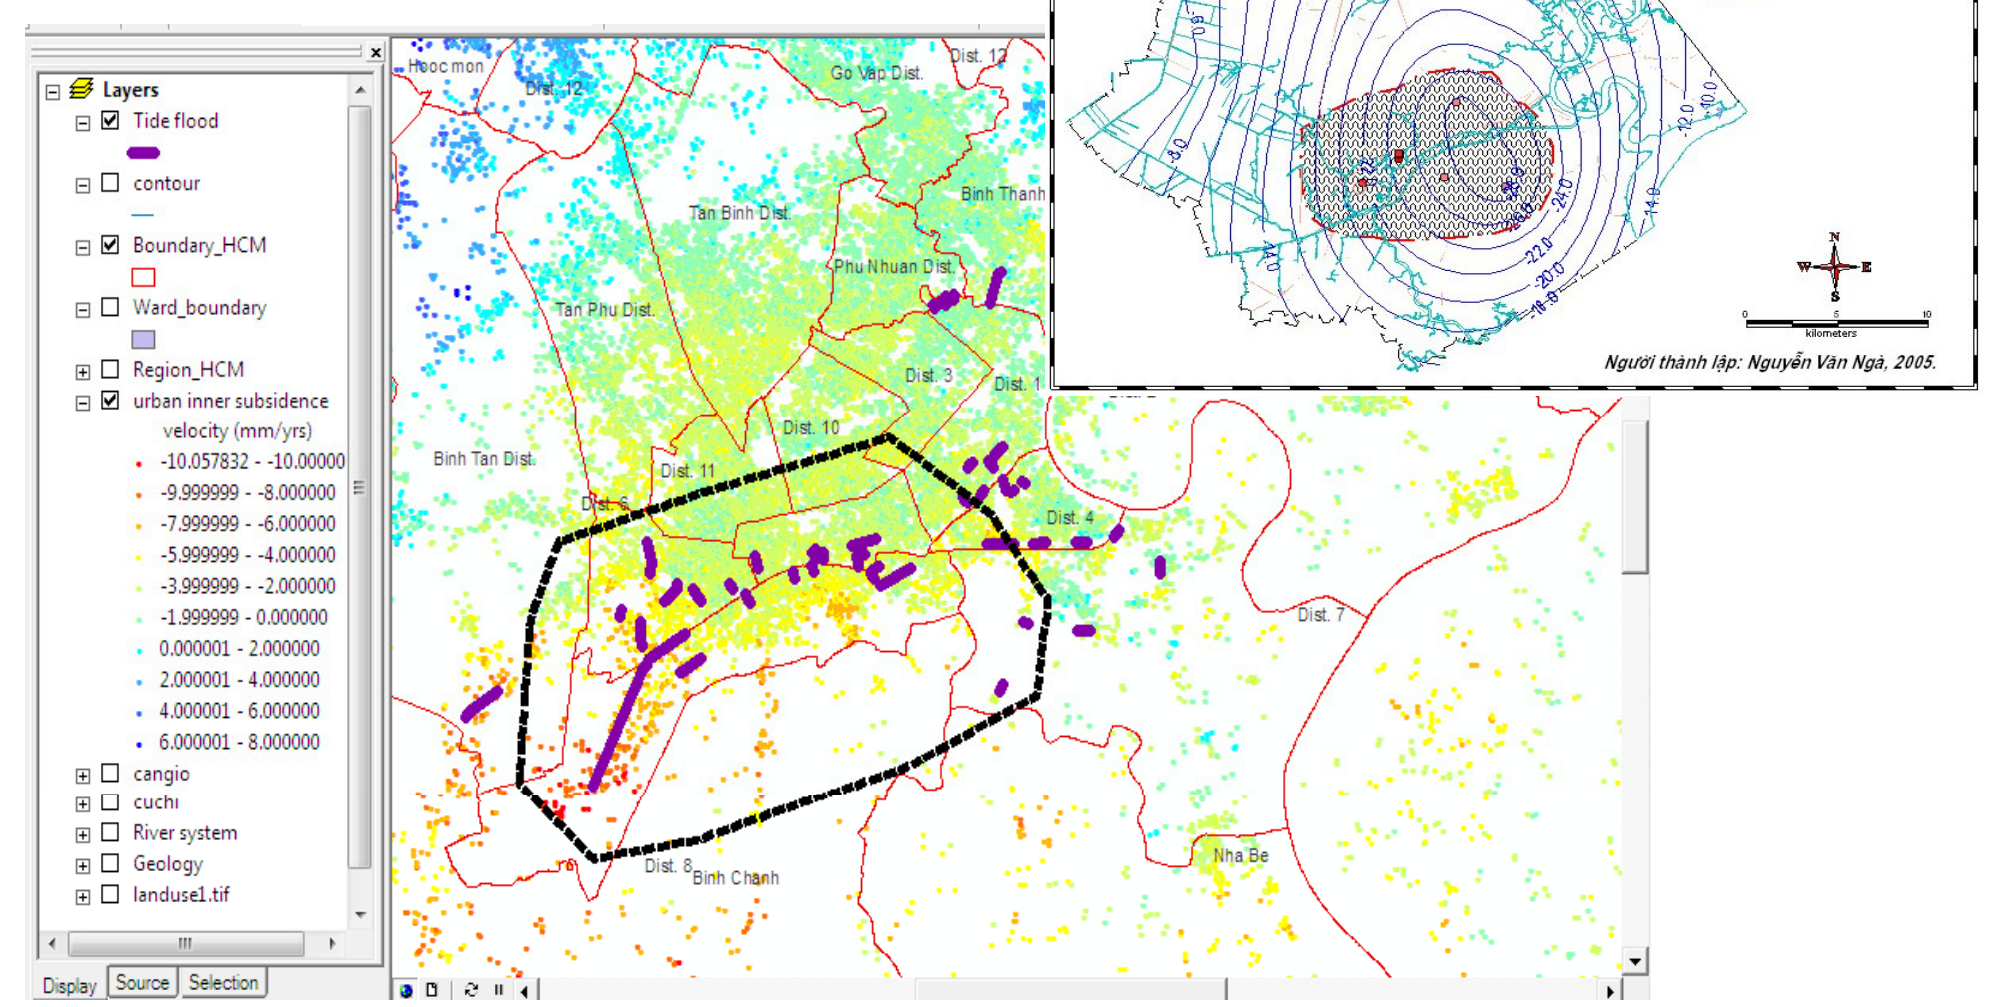 Layers
Tide flood
contour
Boundary_HCM
Ward_boundary
Region_HCM
urban inner subsidence
velocity (mm/yrs)
-10.057832 - -10.00000
-9.999999 - -8.000000
-7.999999 - -6.000000
-5.999999 - -4.000000
-3.999999 - -2.000000
-1.999999 - 0.000000
0.000001 - 2.000000
2.000001 - 4.000000
4.000001 - 6.000000
6.000001 - 8.000000
cangio
cuchi
River system
Geology
landuse1.tif
Display Source Selection
Hooc mon
Dist. 12
Go Vap Dist.
Dist. 12
Binh Thanh
Tan Binh Dist.
Phu Nhuan Dist.
Tan Phu Dist.
Dist. 3
Dist. 1
Dist. 10
Binh Tan Dist.
Dist. 11
Dist. 6
Dist. 4
Dist. 7
Dist. 8
Binh Chanh
Nha Be
-8.0
-10.0
-12.0
-14.0
-24.0
-22.0
-20.0
-18.0
N
W E
S
0 5 10
kilometers
Người thành lập: Nguyễn Văn Ngà, 2005.